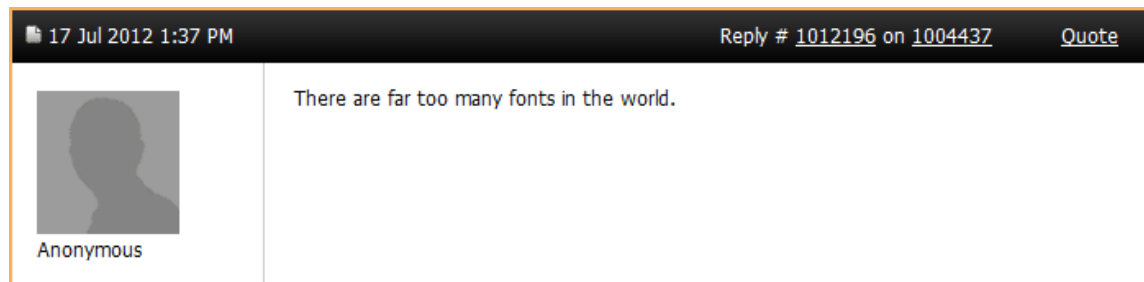 17 Jul 2012 1:37 PM Reply # 1012196 on 1004437 Quote
There are far too many fonts in the world.
Anonymous